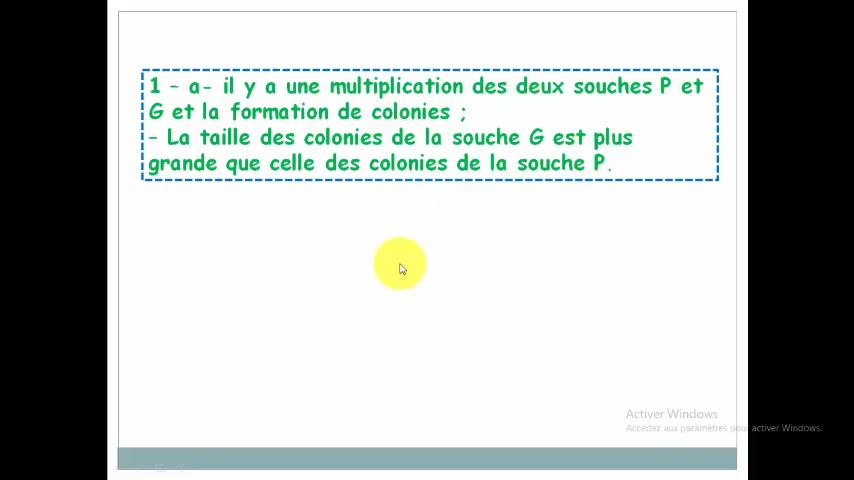 1 - a- il y a une multiplication des deux souches P et
G et la formation de colonies ;
- La taille des colonies de la souche G est plus
grande que celle des colonies de la souche P.
Activer Windows
Accédez aux paramètres pour activer Windows.